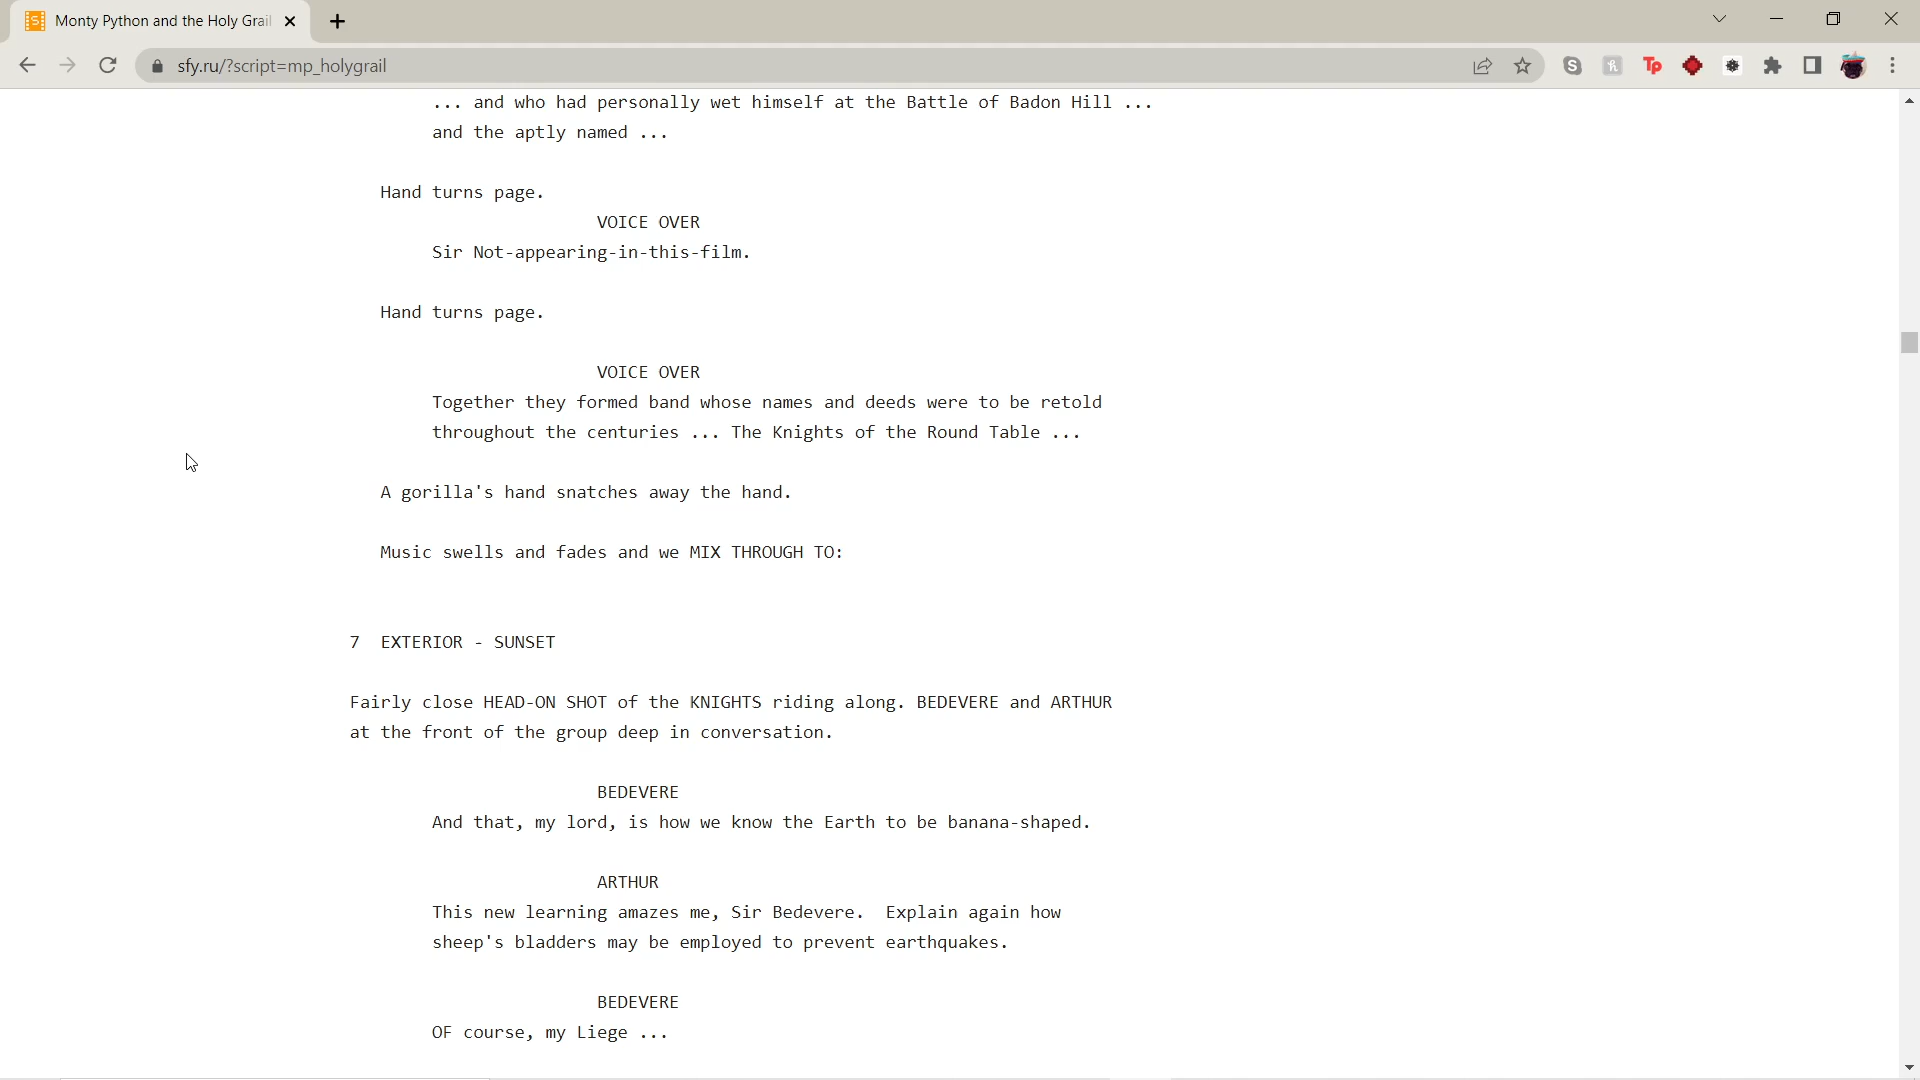 Monty Python and the Holy Grail
sfy.ru/?script=mp_holygrail
... and who had personally wet himself at the Battle of Badon Hill ...
and the aptly named ...
Hand turns page.
VOICE OVER
Sir Not-appearing-in-this-film.
Hand turns page.
VOICE OVER
Together they formed band whose names and deeds were to be retold
throughout the centuries ... The Knights of the Round Table ...
A gorilla's hand snatches away the hand.
Music swells and fades and we MIX THROUGH TO:
7 EXTERIOR - SUNSET
Fairly close HEAD-ON SHOT of the KNIGHTS riding along. BEDEVERE and ARTHUR
at the front of the group deep in conversation.
BEDEVERE
And that, my lord, is how we know the Earth to be banana-shaped.
ARTHUR
This new learning amazes me, Sir Bedevere. Explain again how
sheep's bladders may be employed to prevent earthquakes.
BEDEVERE
OF course, my Liege ...